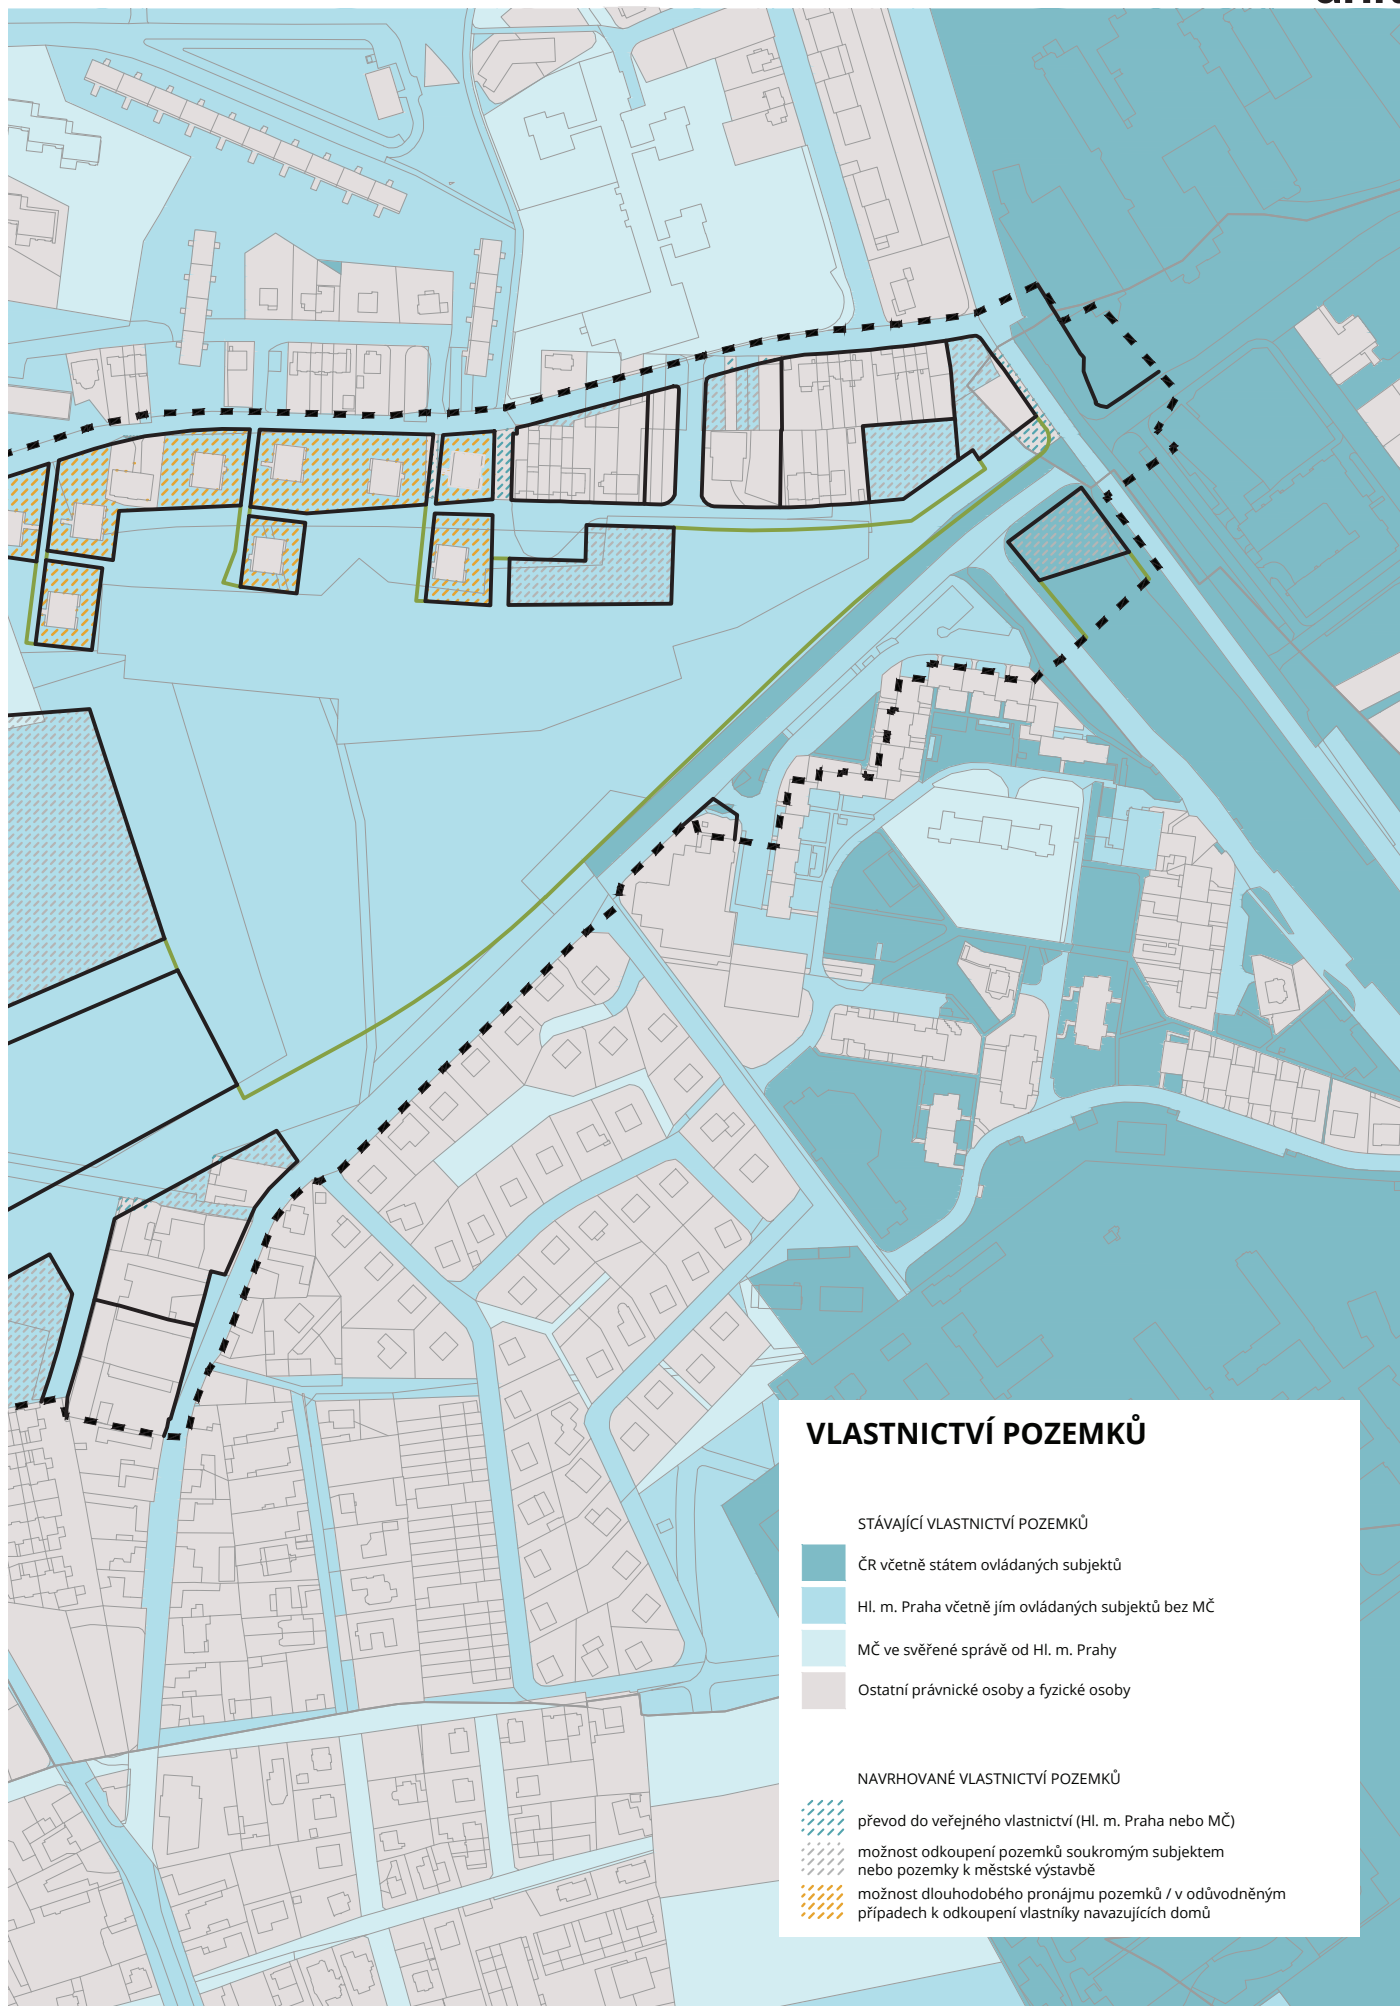 VLASTNICTVÍ POZEMKŮ
STÁVAJÍCÍ VLASTNICTVÍ POZEMKŮ
ČR včetně státem ovládaných subjektů
Hl. m. Praha včetně jím ovládaných subjektů bez MČ
MČ ve svěřené správě od Hl. m. Prahy
Ostatní právnické osoby a fyzické osoby
NAVRHOVANÉ VLASTNICTVÍ POZEMKŮ
převod do veřejného vlastnictví (Hl. m. Praha nebo MČ)
možnost odkoupení pozemků soukromým subjektem
nebo pozemky k městské výstavbě
možnost dlouhodobého pronájmu pozemků / v odůvodněným
případech k odkoupení vlastníky navazujících domů